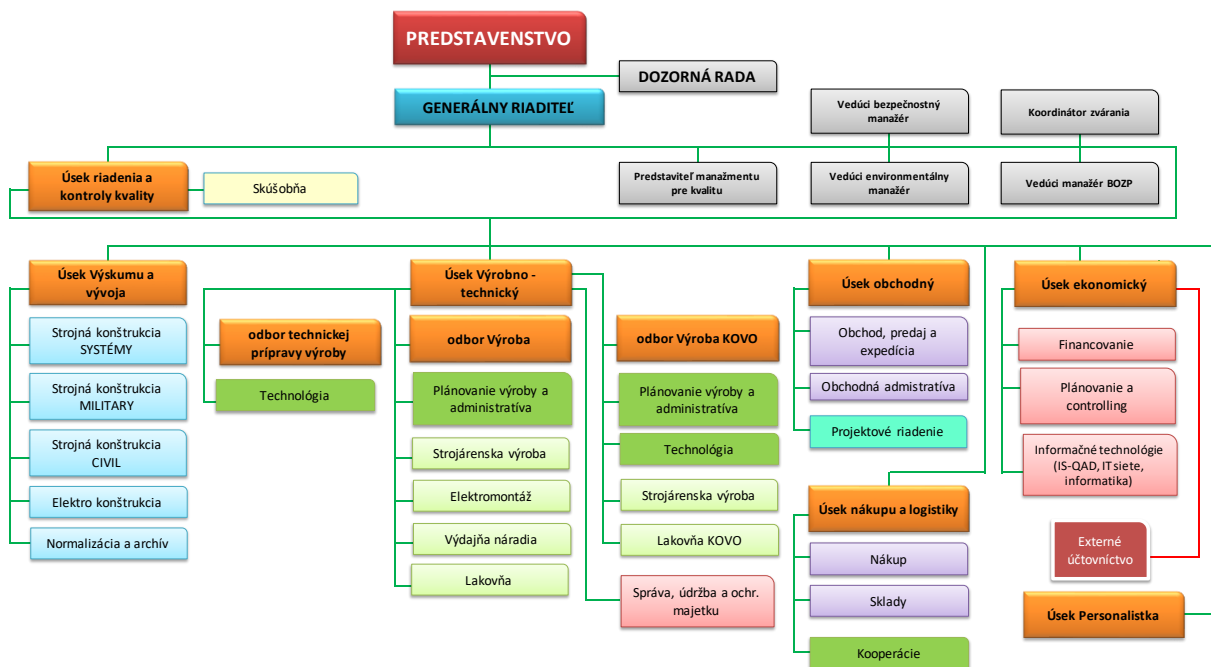 PREDSTAVENSTVO
DOZORNÁ RADA
GENERÁLNY RIADITEĽ
Vedúci bezpečnostný
manažér
Koordinátor zvárania
Úsek riadenia a
kontroly kvality
Skúšobňa
Predstaviteľ manažmentu
pre kvalitu
Vedúci environmentálny
manažér
Vedúci manažér BOZP
Úsek Výskumu a
vývoja
Strojná konštrukcia
SYSTÉMY
Strojná konštrukcia
MILITARY
Strojná konštrukcia
CIVIL
Elektro konštrukcia
Normalizácia a archív
Úsek Výrobno -
technický
odbor technickej
prípravy výroby
Technológia
odbor Výroba
Plánovanie výroby a
administratíva
Strojárenska výroba
Elektromontáž
Výdajňa náradia
Lakovňa
odbor Výroba KOVO
Plánovanie výroby a
administratíva
Technológia
Strojárenska výroba
Lakovňa KOVO
Správa, údržba a ochr.
majetku
Úsek obchodný
Obchod, predaj a
expedícia
Obchodná admistratíva
Projektové riadenie
Úsek nákupu a logistiky
Nákup
Sklady
Kooperácie
Úsek ekonomický
Financovanie
Plánovanie a
controlling
Informačné technológie
(IS-QAD, IT siete,
informatika)
Externé
účtovníctvo
Úsek Personalistka